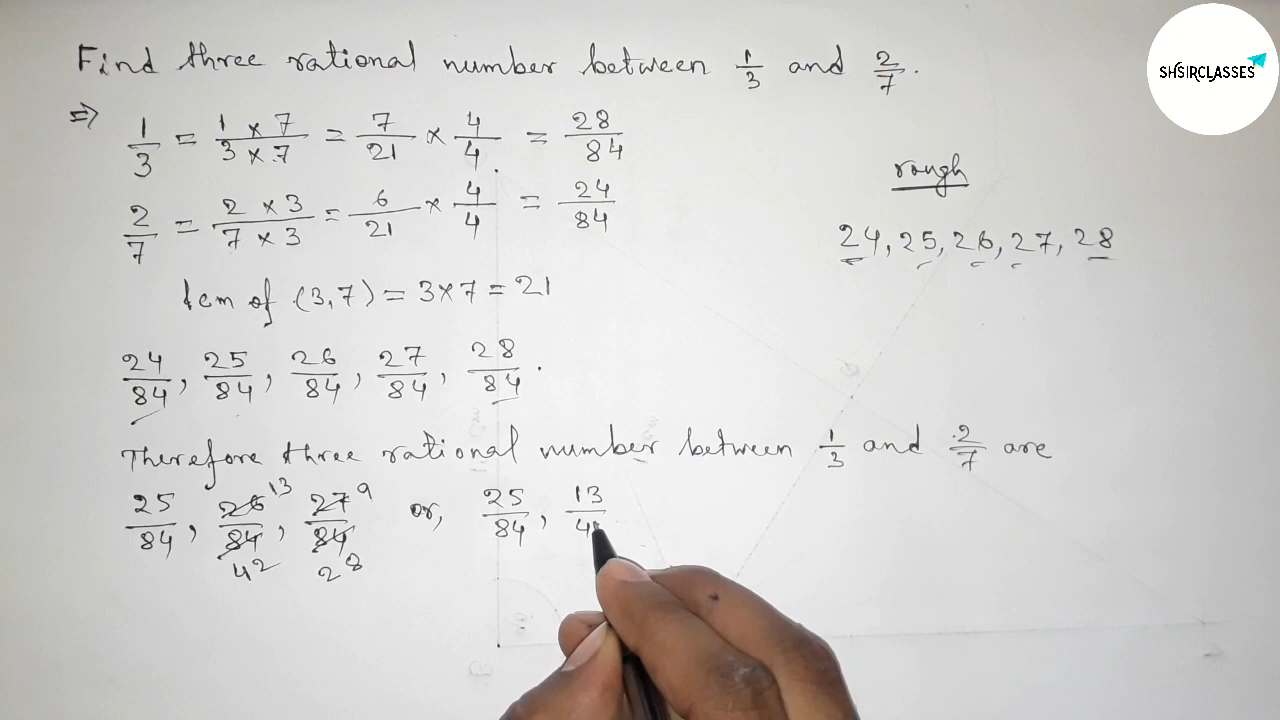 Find three rational number between 1/3 and 2/7.
SHSIRCLASSES
⇒ 1/3 = 1×7/3×7 = 7/21 × 4/4 = 28/84
rough
2/7 = 2×3/7×3 = 6/21 × 4/4 = 24/84
24, 25, 26, 27, 28
lcm of (3,7) = 3×7 = 21
24/84, 25/84, 26/84, 27/84, 28/84.
Therefore three rational number between 1/3 and 2/7 are
25/84, 26/84 13/42, 27/84 9/28 or, 25/84, 13/4